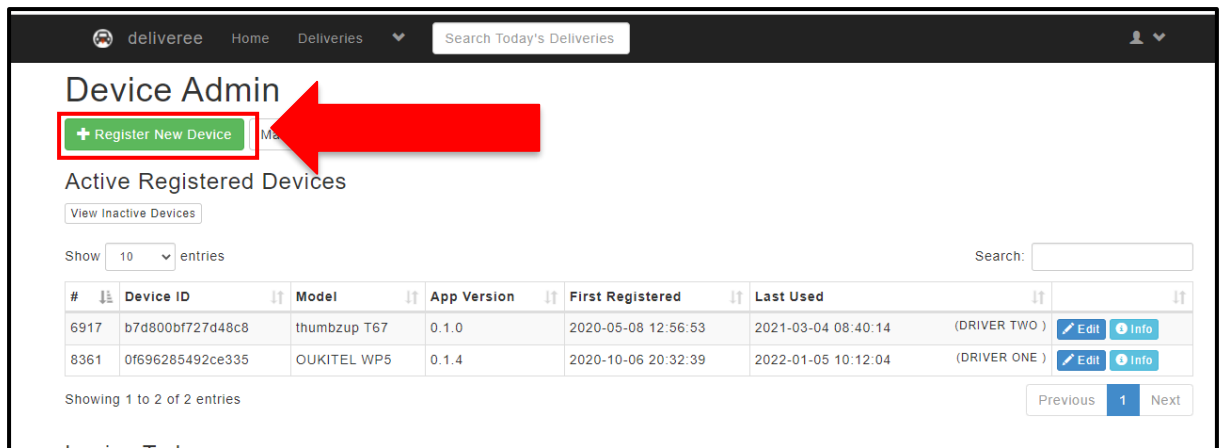 deliveree Home Deliveries Search Today's Deliveries
Device Admin
Register New Device
Active Registered Devices
View Inactive Devices
Show 10 entries Search:
# Device ID Model App Version First Registered Last Used
6917 b7d800bf727d48c8 thumbzup T67 0.1.0 2020-05-08 12:56:53 2021-03-04 08:40:14 (DRIVER TWO ) Edit Info
8361 0f696285492ce335 OUKITEL WP5 0.1.4 2020-10-06 20:32:39 2022-01-05 10:12:04 (DRIVER ONE ) Edit Info
Showing 1 to 2 of 2 entries Previous 1 Next